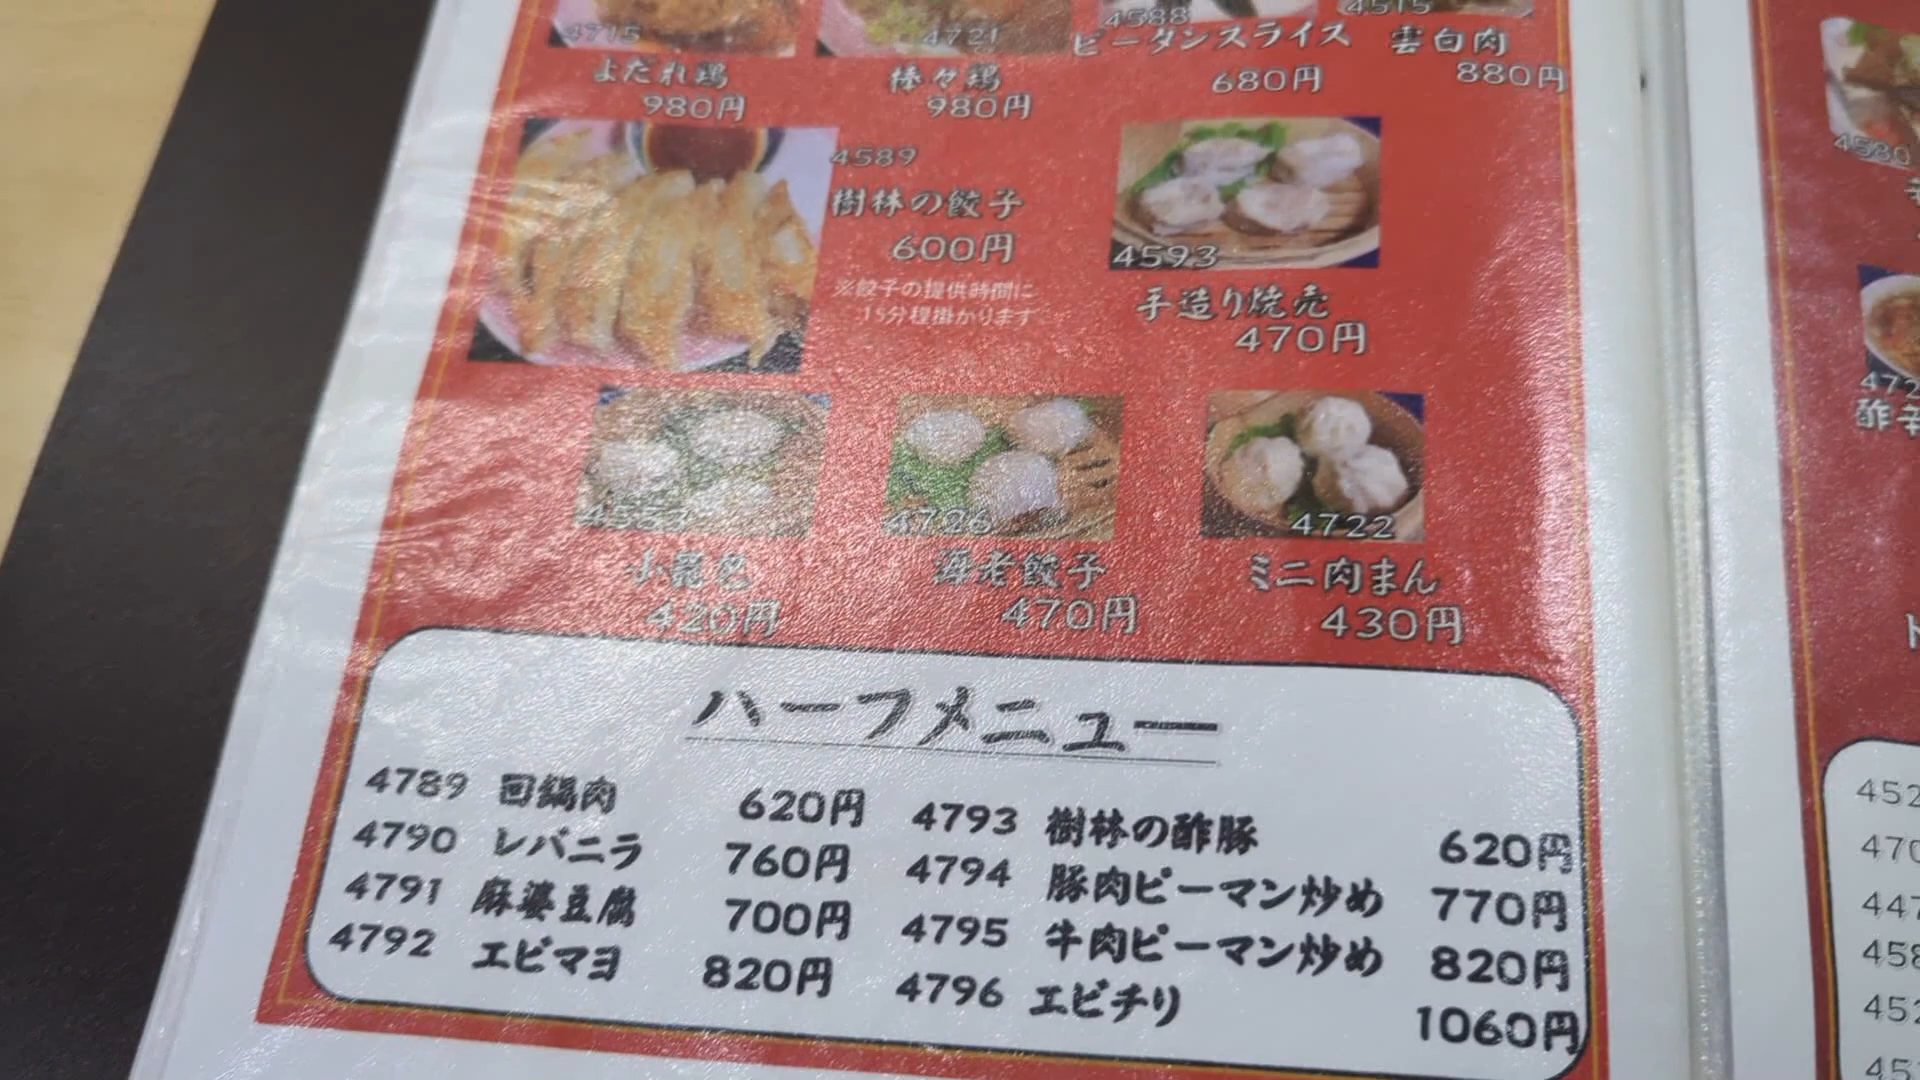 4715
よだれ鶏
980円
4721
棒々鶏
980円
4588
ピータンスライス
680円
4515
雲白肉
880円
4589
樹林の餃子
600円
※餃子の提供時間に
15分程掛かります
4593
手造り焼売
470円
小籠包
420円
4726
海老餃子
470円
4722
ミニ肉まん
430円
ハーフメニュー
4789 回鍋肉 620円
4790 レバニラ 760円
4791 麻婆豆腐 700円
4792 エビマヨ 820円
4793 樹林の酢豚 620円
4794 豚肉ピーマン炒め 770円
4795 牛肉ピーマン炒め 820円
4796 エビチリ 1060円
4580
472
酢辛
452
470
447
458
452